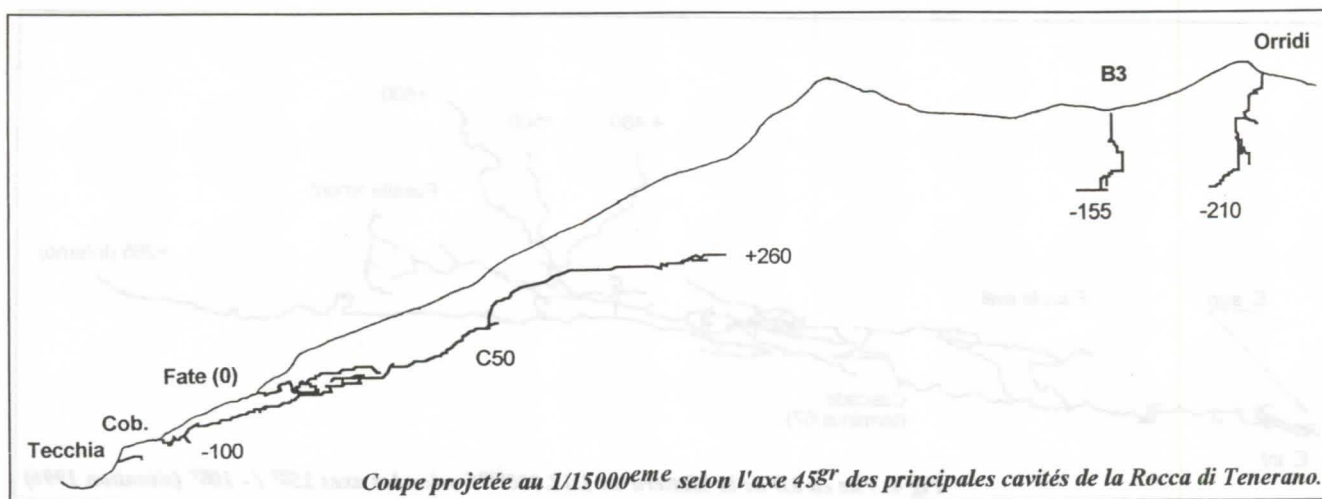 Orridi
B3
-155
-210
+260
C50
Fate (0)
Cob.
Tecchia
-100
Coupe projetée au 1/15000eme selon l'axe 45gr des principales cavités de la Rocca di Tenerano.